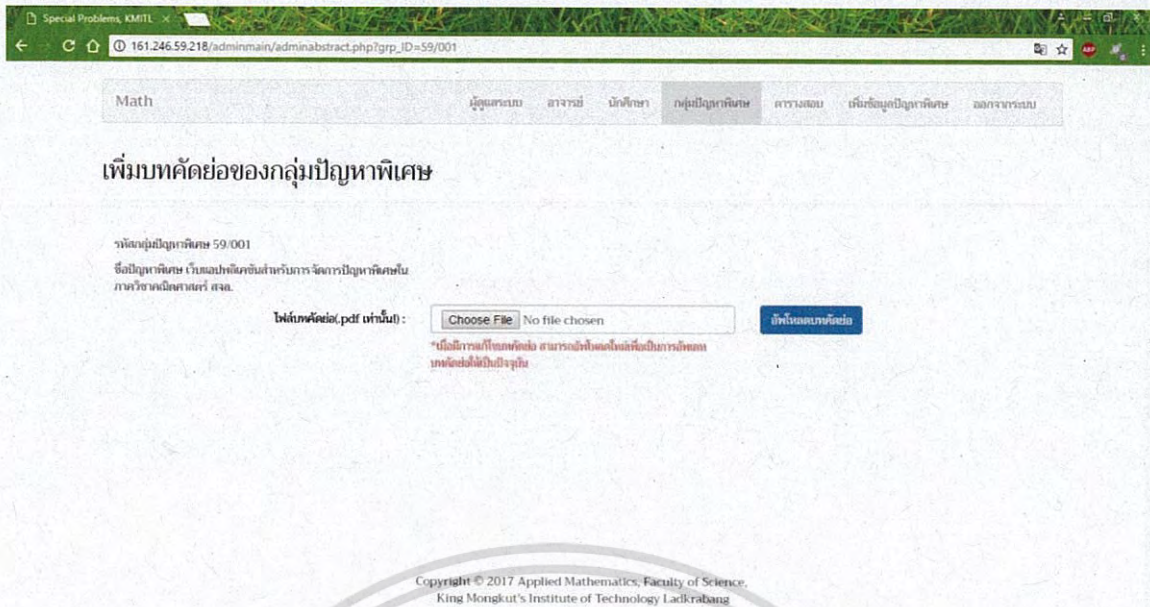 Special Problems, KMITL
161.246.59.218/adminmain/adminabstract.php?grp_ID=59/001
Math ผู้ดูแลระบบ อาจารย์ นักศึกษา กลุ่มปัญหาพิเศษ ตารางสอบ เพิ่มข้อมูลปัญหาพิเศษ ออกจากระบบ
เพิ่มบทคัดย่อของกลุ่มปัญหาพิเศษ
รหัสกลุ่มปัญหาพิเศษ 59/001
ชื่อปัญหาพิเศษ เว็บแอปพลิเคชันสำหรับการจัดการปัญหาพิเศษใน
ภาควิชาคณิตศาสตร์ สจล.
ไฟล์บทคัดย่อ(.pdf เท่านั้น!) : Choose File No file chosen อัพโหลดบทคัดย่อ
*เมื่อมีการแก้ไขบทคัดย่อ สามารถอัพโหลดใหม่เพื่อเป็นการอัพเดท
บทคัดย่อให้เป็นปัจจุบัน
Copyright © 2017 Applied Mathematics, Faculty of Science,
King Mongkut's Institute of Technology Ladkrabang